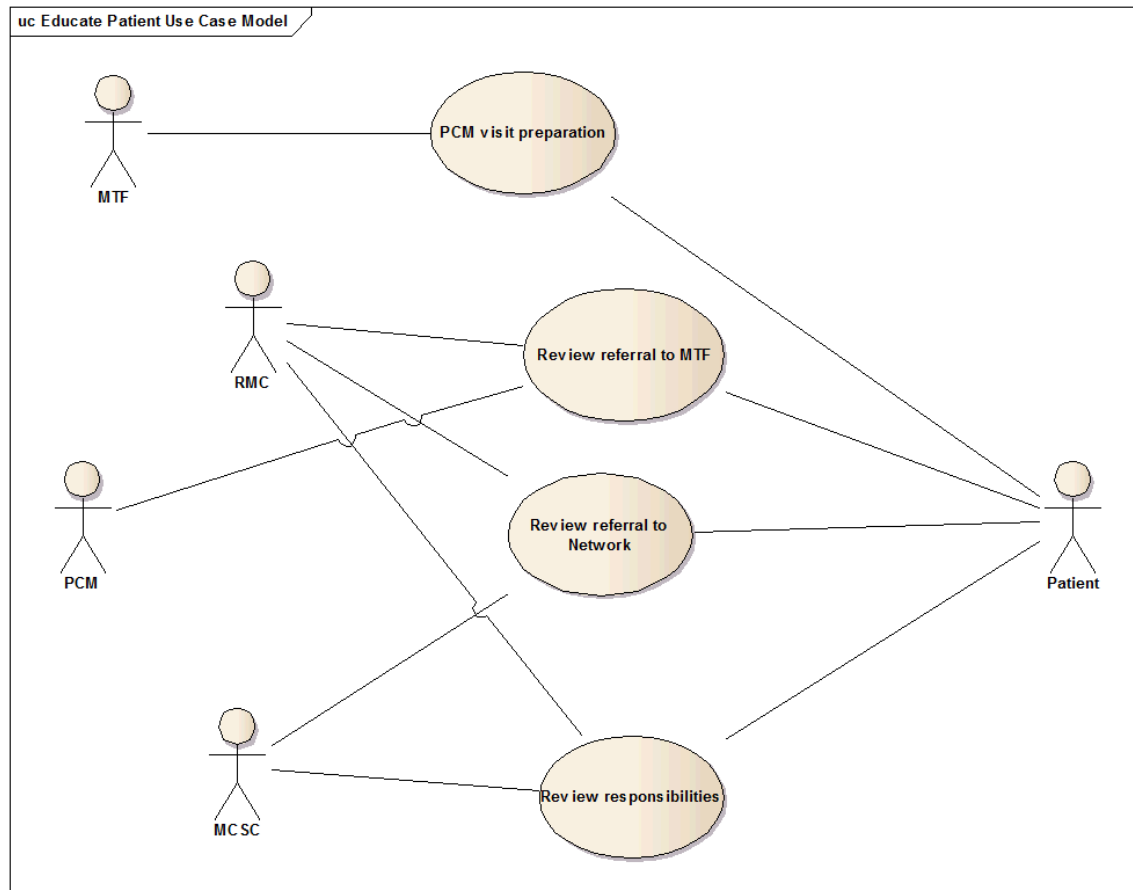 uc Educate Patient Use Case Model
PCM visit preparation
MTF
Review referral to MTF
RMC
Review referral to
Network
PCM
Patient
Review responsibilities
MCSC